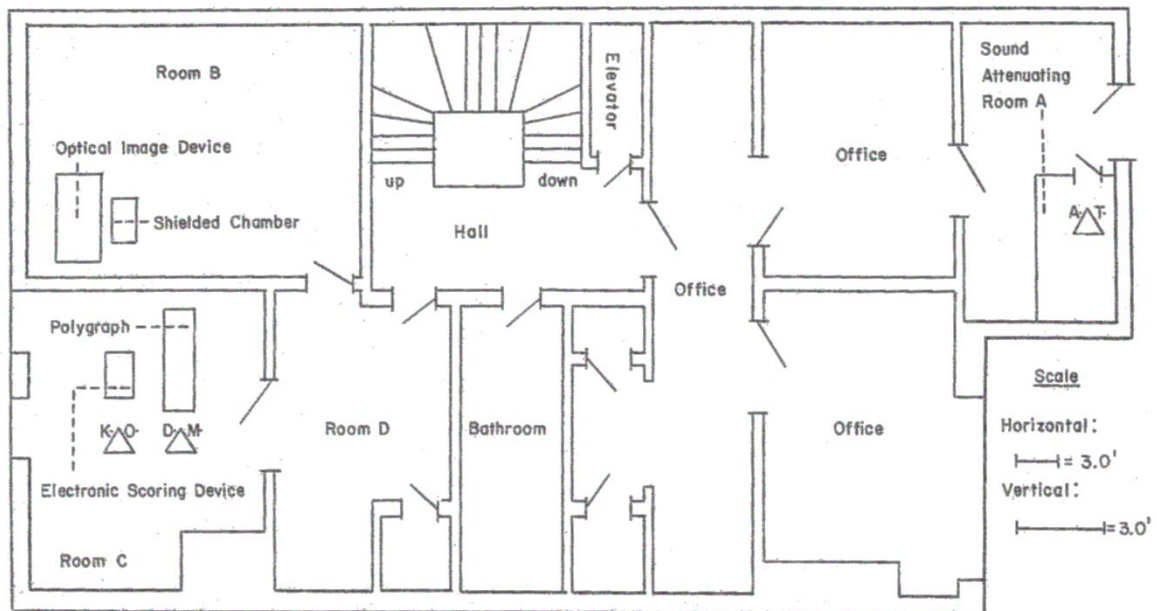 Room B
Optical Image Device
Shielded Chamber
up
down
Elevator
Hall
Office
Office
Sound
Attenuating
Room A
A T
Polygraph
K O
D M
Electronic Scoring Device
Room C
Room D
Bathroom
Office
Scale
Horizontal:
= 3.0'
Vertical:
= 3.0'